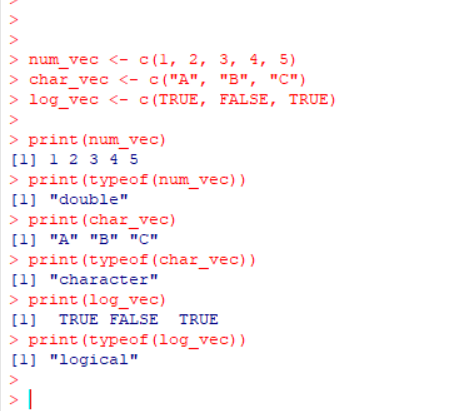 >
>
>
> num_vec <- c(1, 2, 3, 4, 5)
> char_vec <- c("A", "B", "C")
> log_vec <- c(TRUE, FALSE, TRUE)
>
> print(num_vec)
[1] 1 2 3 4 5
> print(typeof(num_vec))
[1] "double"
> print(char_vec)
[1] "A" "B" "C"
> print(typeof(char_vec))
[1] "character"
> print(log_vec)
[1]  TRUE FALSE  TRUE
> print(typeof(log_vec))
[1] "logical"
>
>